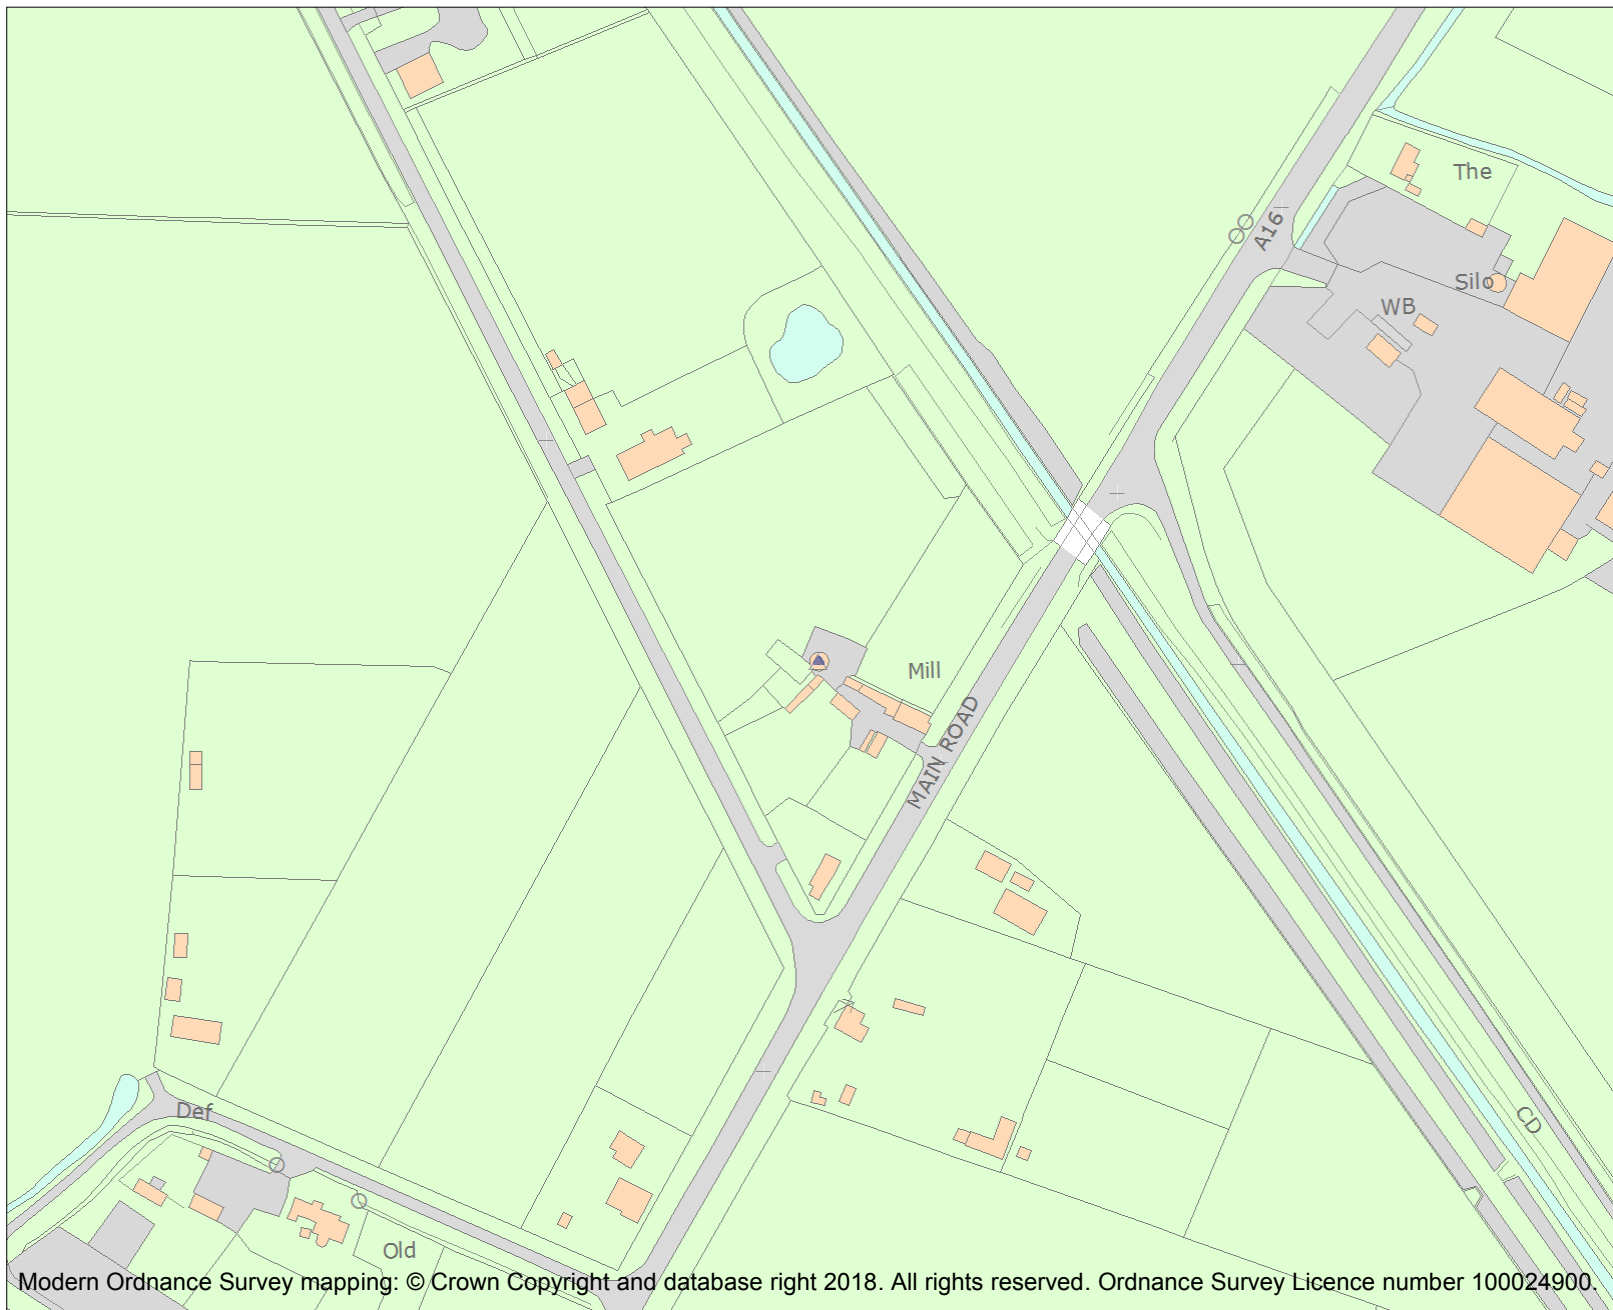 The
A16
Silo
WB
Mill
MAIN ROAD
CD
Def
Old
Modern Ordnance Survey mapping: © Crown Copyright and database right 2018. All rights reserved. Ordnance Survey Licence number 100024900.